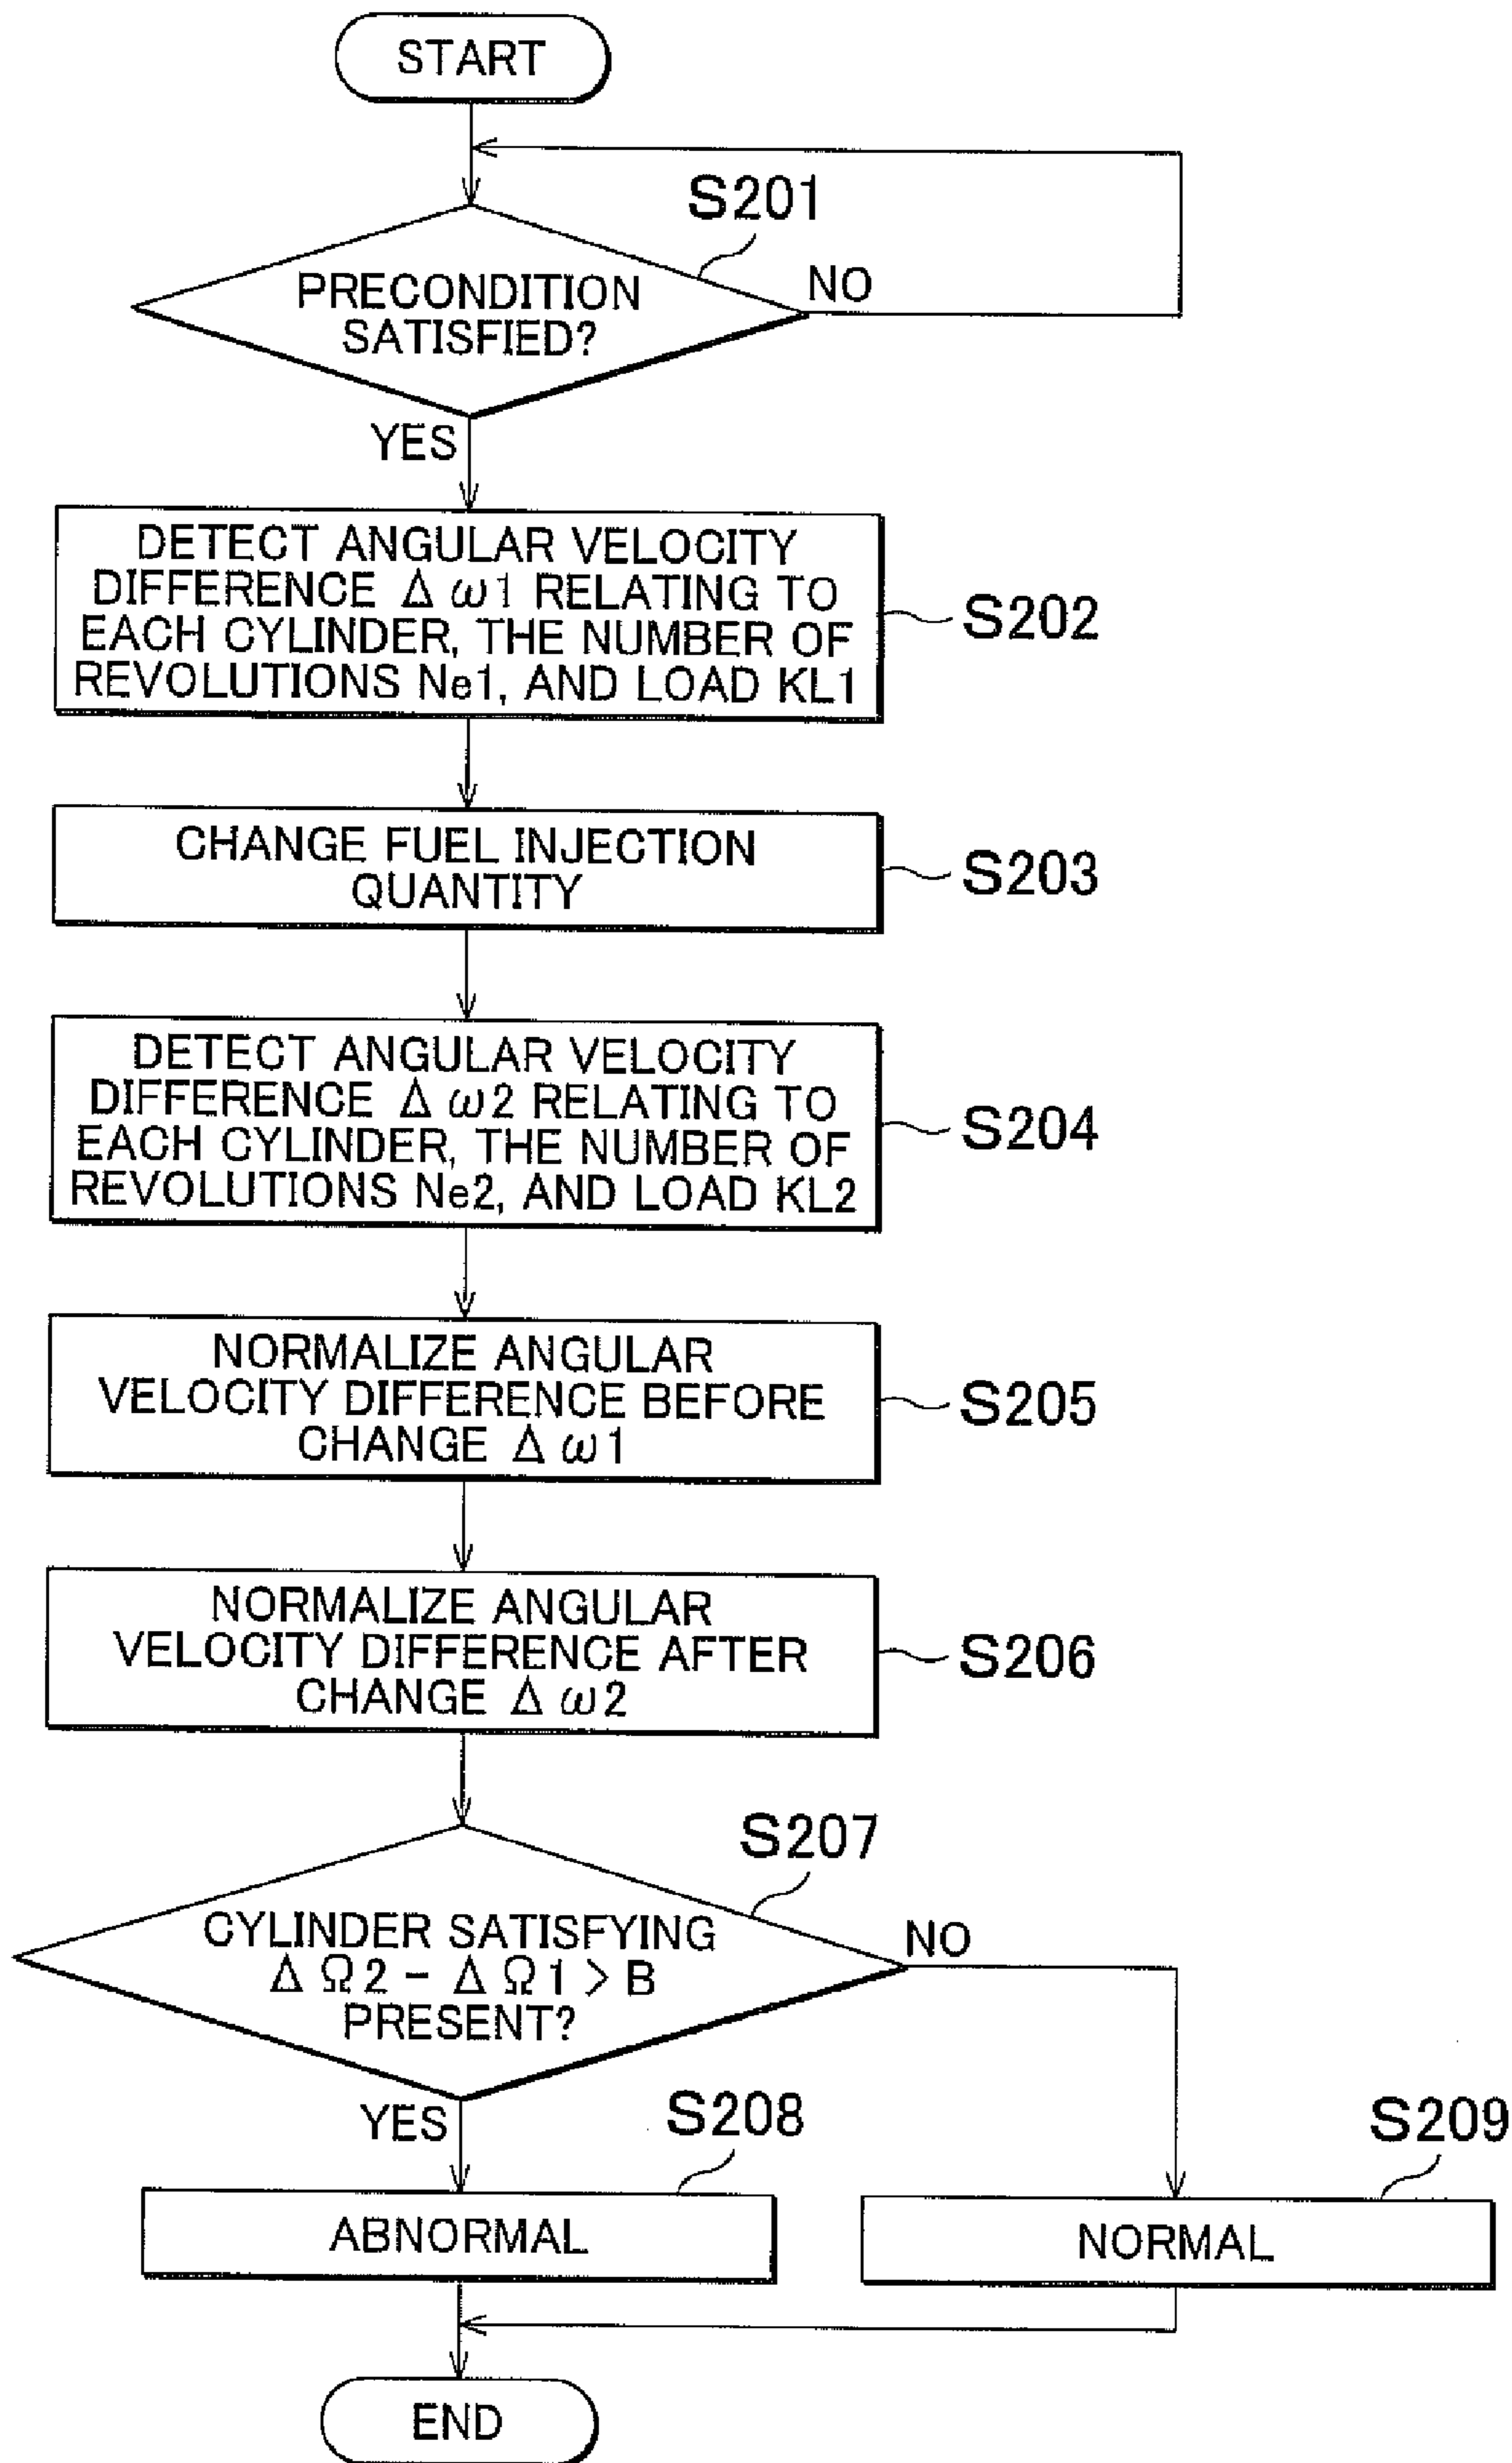 START
S201
PRECONDITION
SATISFIED?
NO
YES
DETECT ANGULAR VELOCITY
DIFFERENCE Δω1 RELATING TO
EACH CYLINDER, THE NUMBER OF
REVOLUTIONS Ne1, AND LOAD KL1
S202
CHANGE FUEL INJECTION
QUANTITY
S203
DETECT ANGULAR VELOCITY
DIFFERENCE Δω2 RELATING TO
EACH CYLINDER, THE NUMBER OF
REVOLUTIONS Ne2, AND LOAD KL2
S204
NORMALIZE ANGULAR
VELOCITY DIFFERENCE BEFORE
CHANGE Δω1
S205
NORMALIZE ANGULAR
VELOCITY DIFFERENCE AFTER
CHANGE Δω2
S206
S207
CYLINDER SATISFYING
ΔΩ2 - ΔΩ1 > B
PRESENT?
NO
YES
S208
S209
ABNORMAL
NORMAL
END